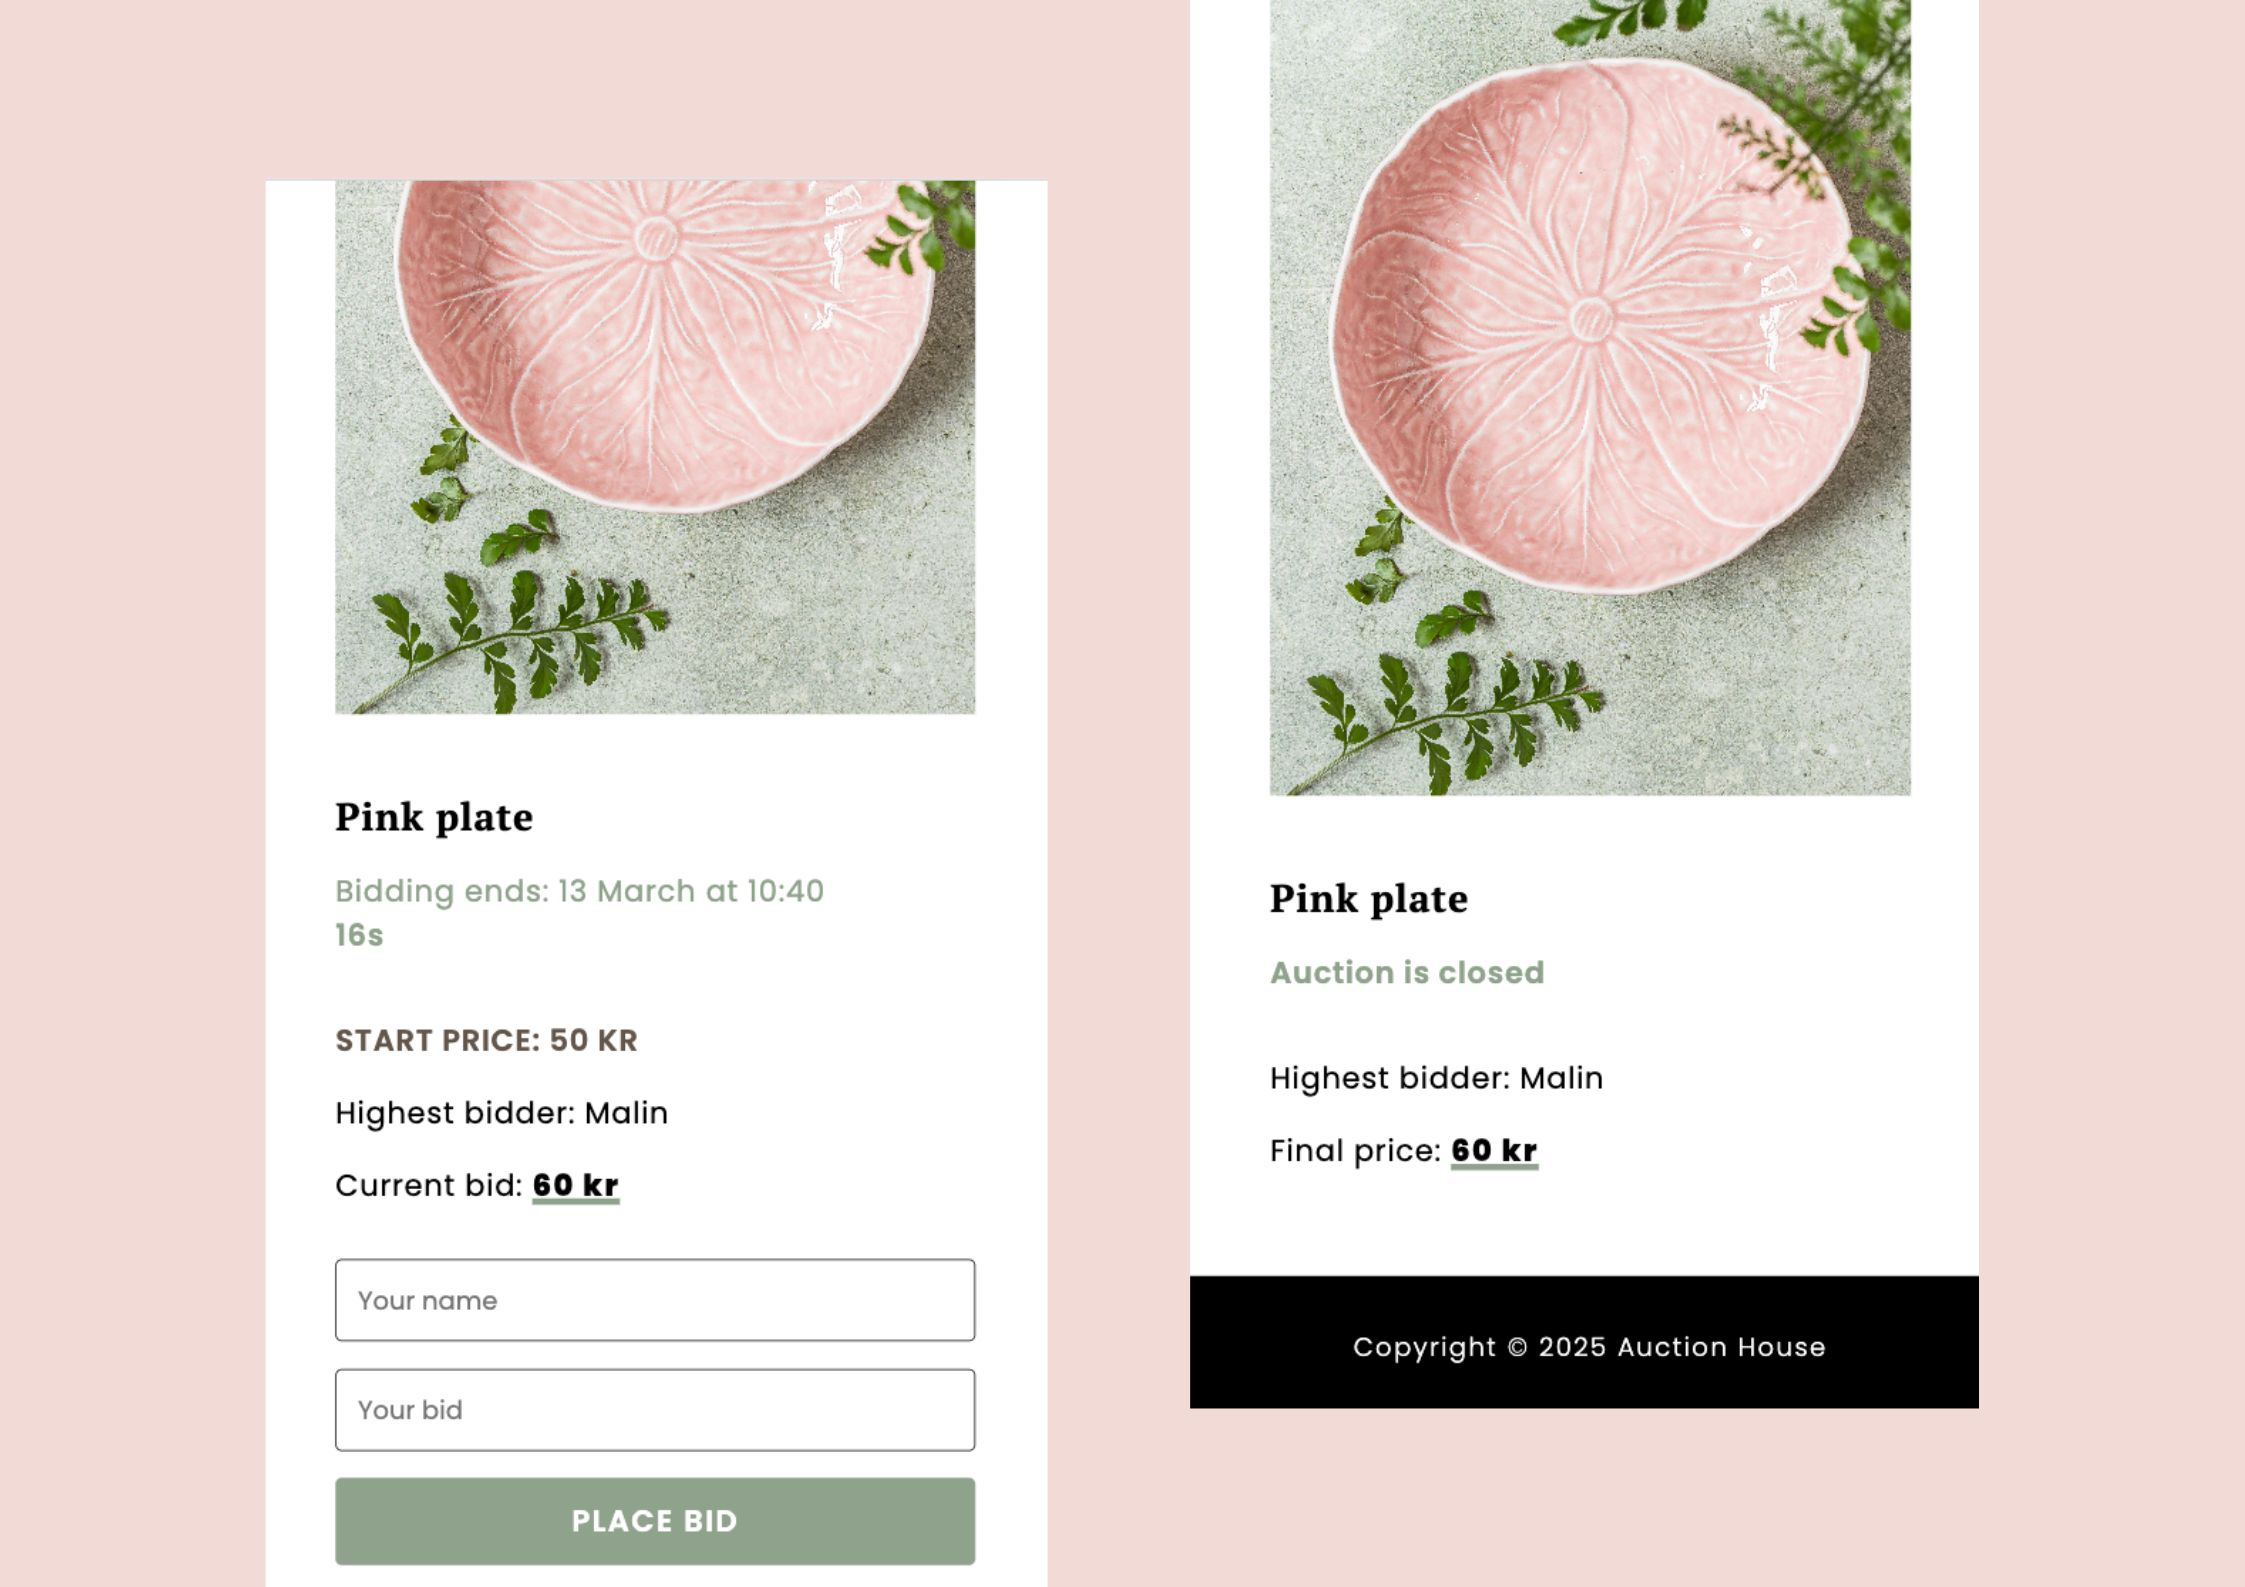 Pink plate
Bidding ends: 13 March at 10:40
16s
START PRICE: 50 KR
Highest bidder: Malin
Current bid: 60 kr
Your name
Your bid
PLACE BID
Pink plate
Auction is closed
Highest bidder: Malin
Final price: 60 kr
Copyright © 2025 Auction House